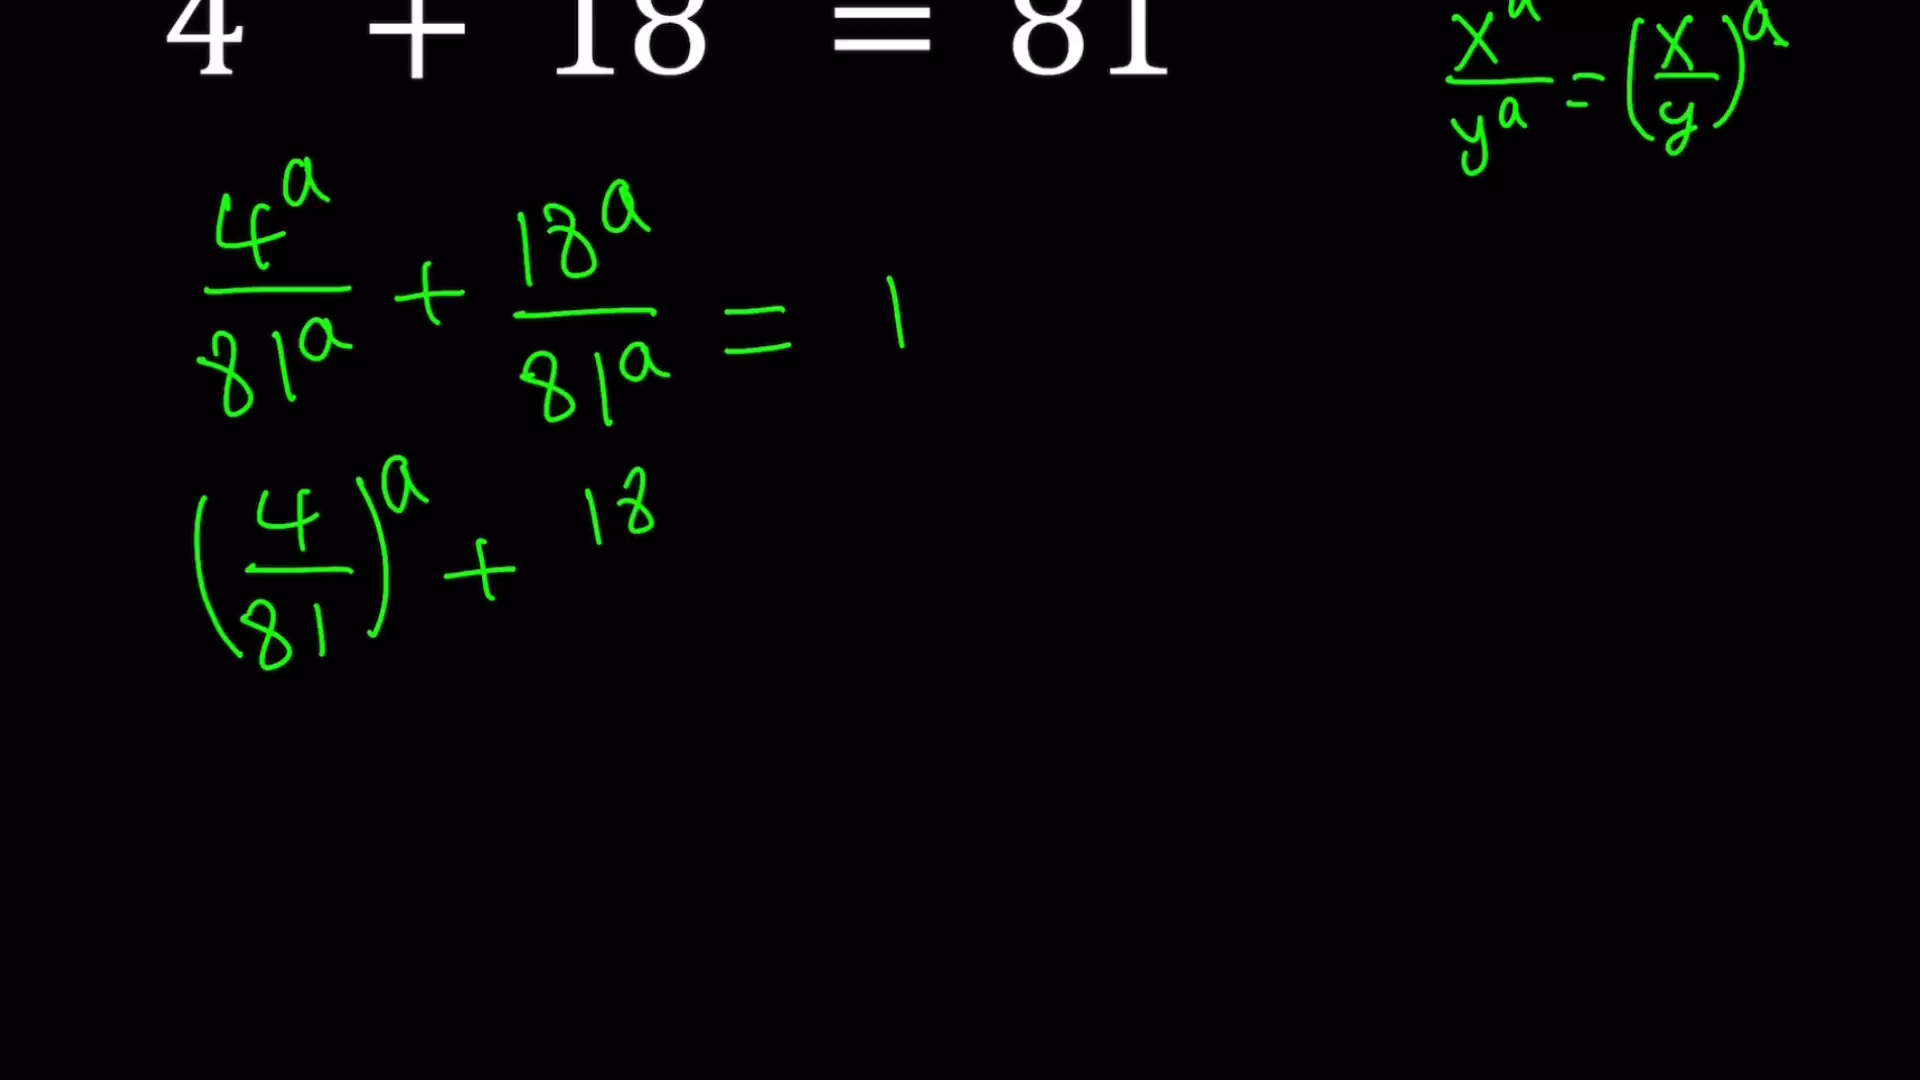 4 + 18 = 81
x^a / y^a = (x / y)^a
4^a / 81^a + 18^a / 81^a = 1
(4 / 81)^a + 18